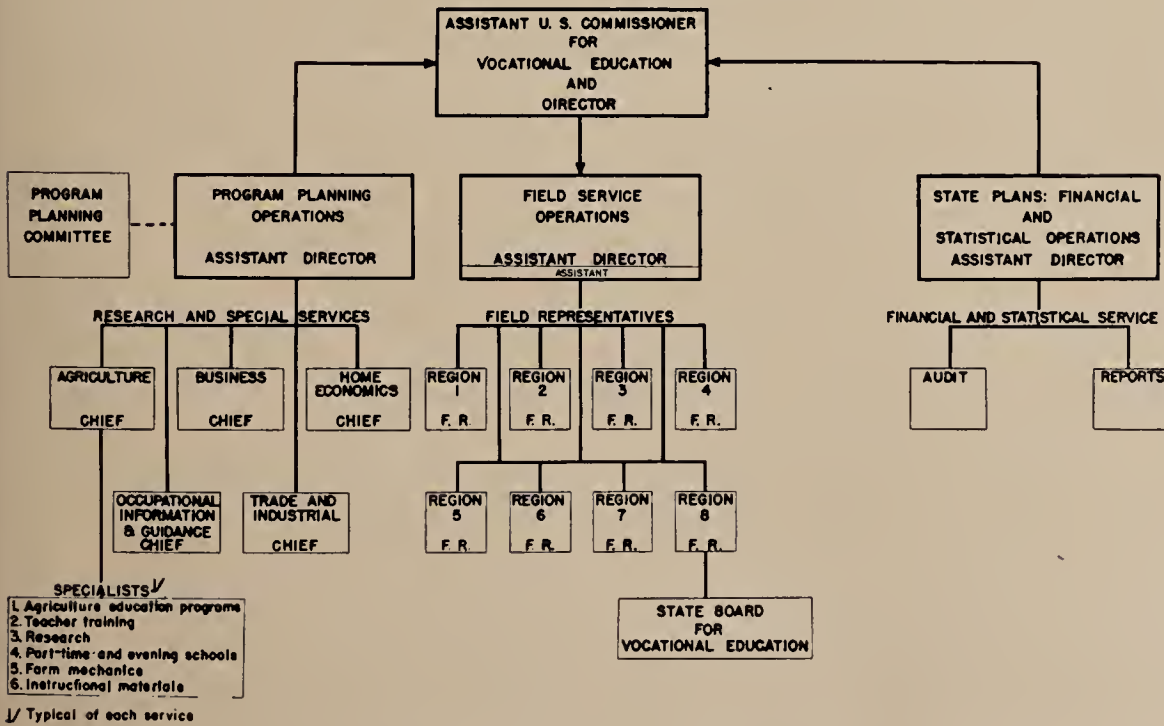 ASSISTANT U. S. COMMISSIONER
FOR
VOCATIONAL EDUCATION
AND
DIRECTOR
PROGRAM
PLANNING
COMMITTEE
PROGRAM PLANNING
OPERATIONS
ASSISTANT DIRECTOR
FIELD SERVICE
OPERATIONS
ASSISTANT DIRECTOR
ASSISTANT
STATE PLANS: FINANCIAL
AND
STATISTICAL OPERATIONS
ASSISTANT DIRECTOR
RESEARCH AND SPECIAL SERVICES
FIELD REPRESENTATIVES
FINANCIAL AND STATISTICAL SERVICE
AGRICULTURE
CHIEF
BUSINESS
CHIEF
HOME
ECONOMICS
CHIEF
REGION
1
F. R.
REGION
2
F. R.
REGION
3
F. R.
REGION
4
F. R.
AUDIT
REPORTS
OCCUPATIONAL
INFORMATION
& GUIDANCE
CHIEF
TRADE AND
INDUSTRIAL
CHIEF
REGION
5
F. R.
REGION
6
F. R.
REGION
7
F. R.
REGION
8
F. R.
SPECIALISTS 1/
1. Agriculture education programs
2. Teacher training
3. Research
4. Part-time and evening schools
5. Farm mechanics
6. Instructional materials
STATE BOARD
FOR
VOCATIONAL EDUCATION
1/ Typical of each service